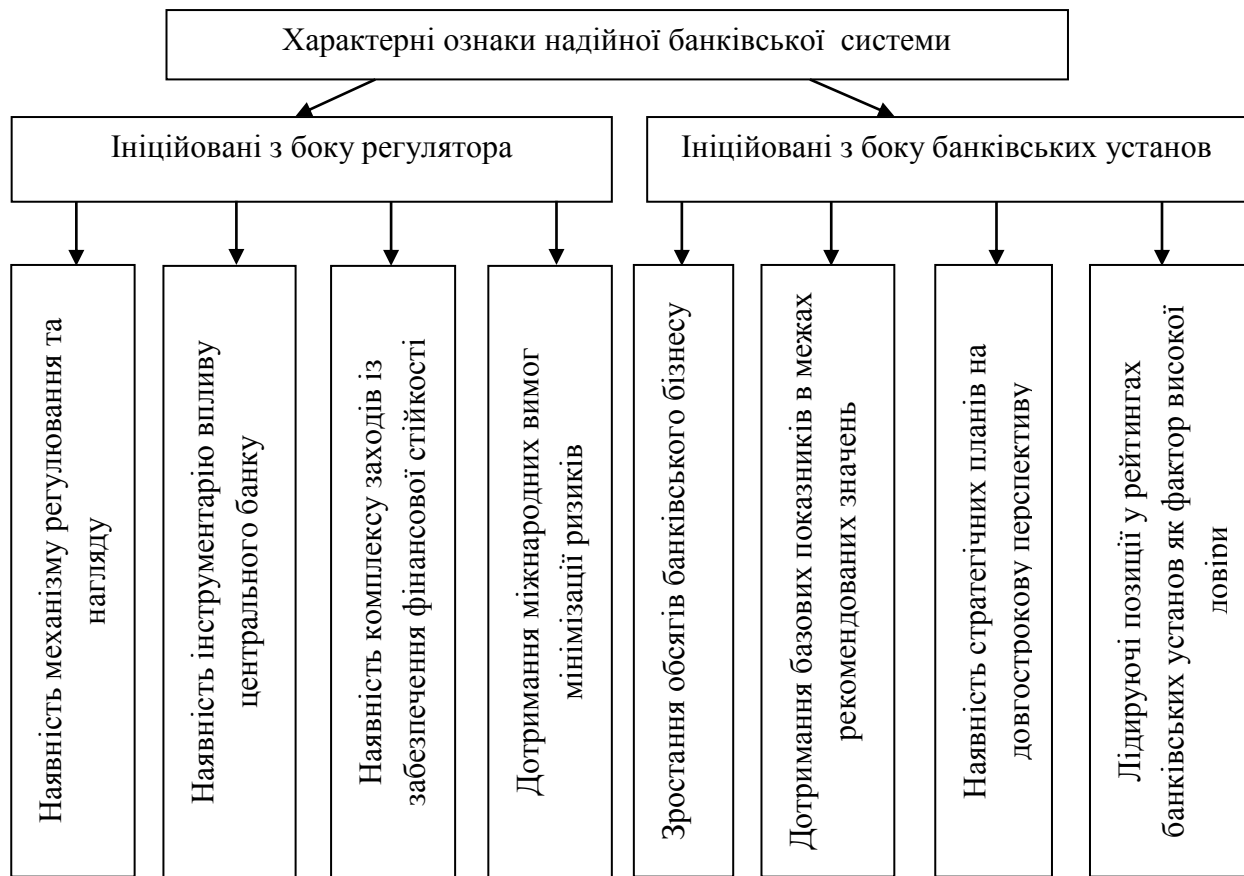 Характерні ознаки надійної банківської системи
Ініційовані з боку регулятора
Ініційовані з боку банківських установ
Наявність механізму регулювання та
нагляду
Наявність інструментарію впливу
центрального банку
Наявність комплексу заходів із
забезпечення фінансової стійкості
Дотримання міжнародних вимог
мінімізації ризиків
Зростання обсягів банківського бізнесу
Дотримання базових показників в межах
рекомендованих значень
Наявність стратегічних планів на
довгострокову перспективу
Лідируючі позиції у рейтингах
банківських установ як фактор високої
довіри